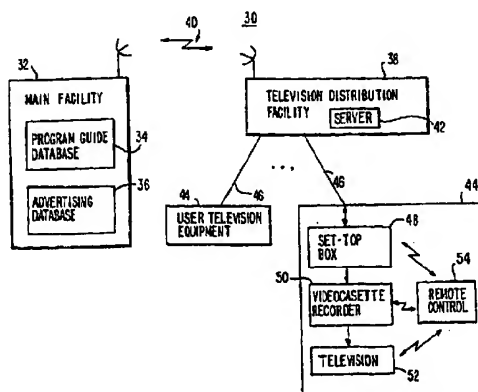 40
30
32
38
MAIN FACILITY
PROGRAM GUIDE
DATABASE
34
ADVERTISING
DATABASE
36
TELEVISION DISTRIBUTION
FACILITY
SERVER
42
46
...
46
44
USER TELEVISION
EQUIPMENT
44
SET-TOP
BOX
48
50
VIDEOCASETTE
RECORDER
54
REMOTE
CONTROL
TELEVISION
52